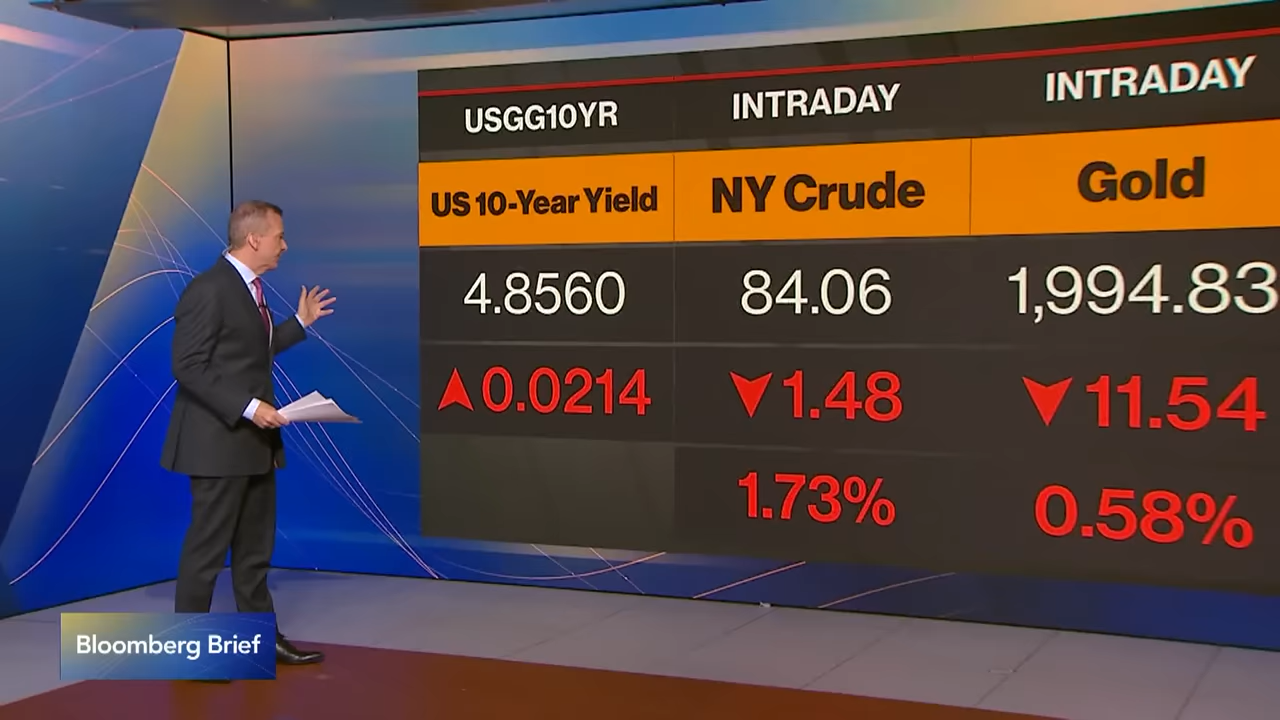 USGG10YR
INTRADAY
INTRADAY
US 10-Year Yield
NY Crude
Gold
4.8560
84.06
1,994.83
▲0.0214
▼1.48
▼11.54
1.73%
0.58%
Bloomberg Brief